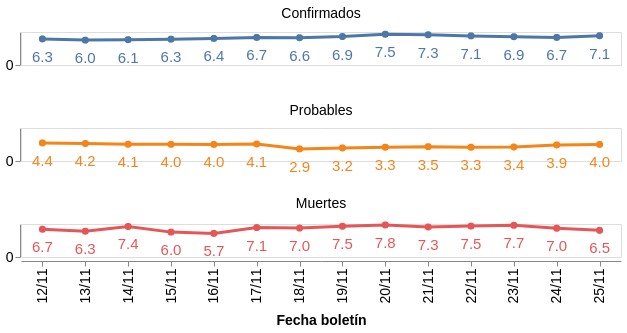 Confirmados
0
6.3 6.0 6.1 6.3 6.4 6.7 6.6 6.9 7.5 7.3 7.1 6.9 6.7 7.1
Probables
0
4.4 4.2 4.1 4.0 4.0 4.1 2.9 3.2 3.3 3.5 3.3 3.4 3.9 4.0
Muertes
0
6.7 6.3 7.4 6.0 5.7 7.1 7.0 7.5 7.8 7.3 7.5 7.7 7.0 6.5
12/11 13/11 14/11 15/11 16/11 17/11 18/11 19/11 20/11 21/11 22/11 23/11 24/11 25/11
Fecha boletín